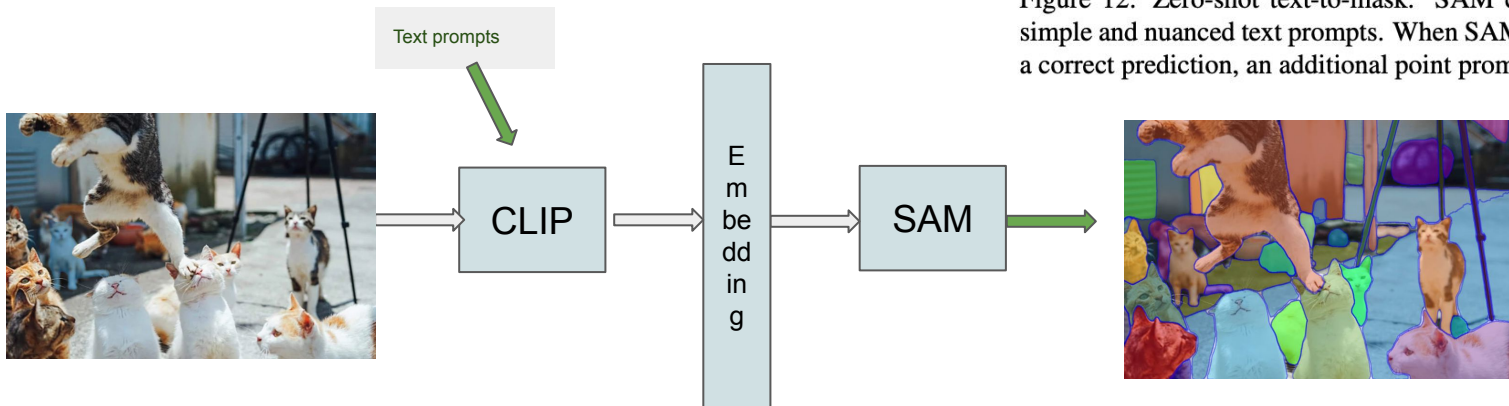 Figure 12. Zero-shot text-to-mask. SAM
simple and nuanced text prompts. When SAM
a correct prediction, an additional point prom
Text prompts
CLIP
E
m
be
dd
in
g
SAM